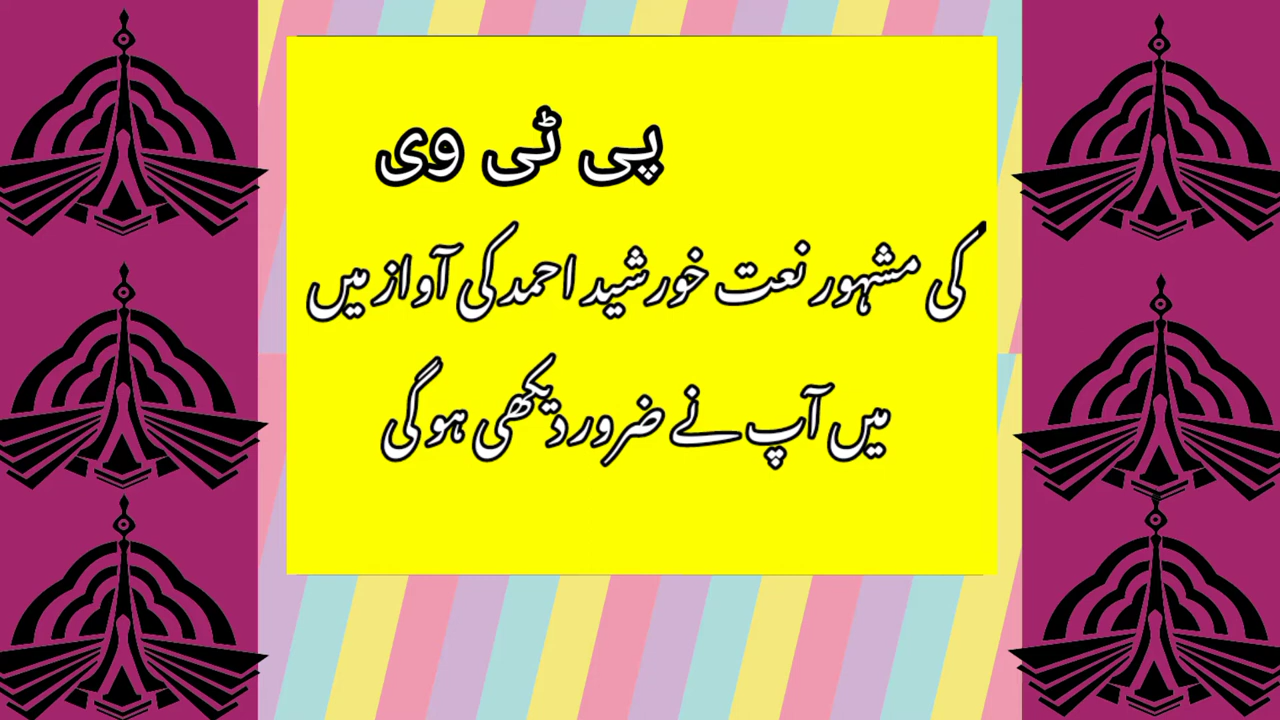 پی ٹی وی
کی مشہور نعت خورشید احمد کی آواز میں
میں آپ نے ضرور دیکھی ہو گی